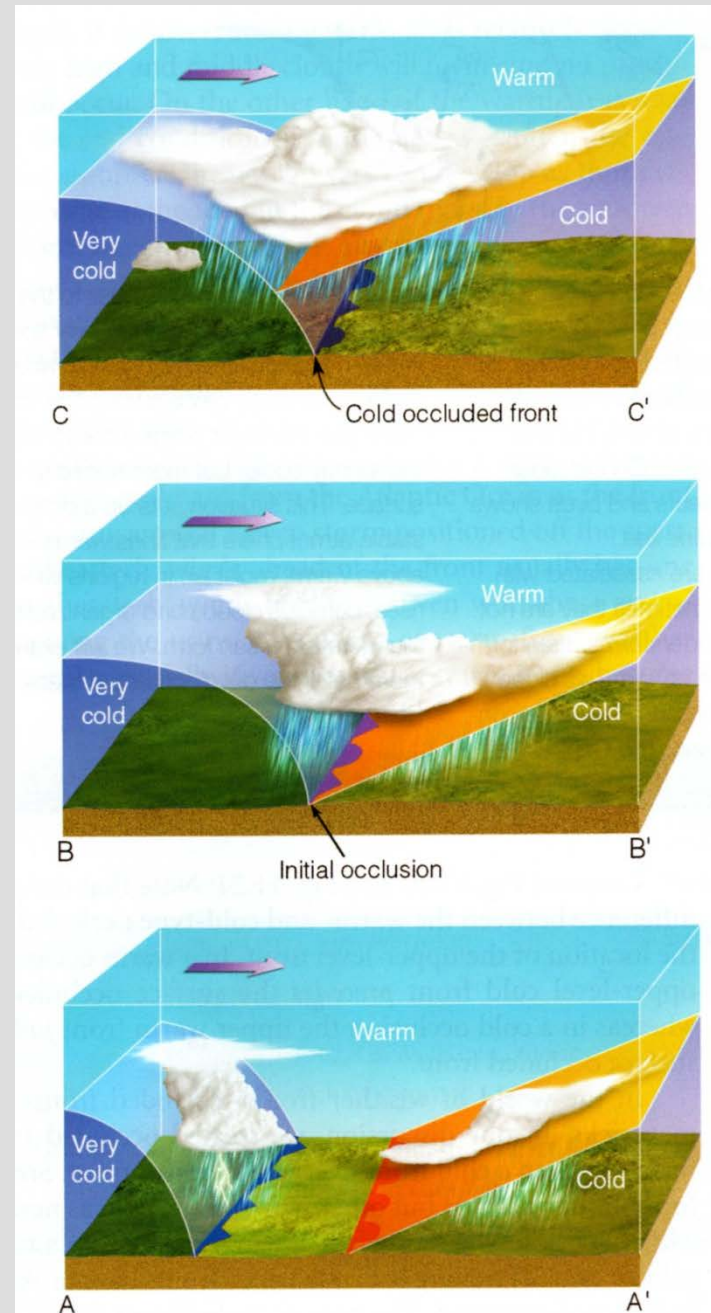 Warm
Cold
Very
cold
C
C'
Cold occluded front
Warm
Very
cold
Cold
B
B'
Initial occlusion
Warm
Very
cold
Cold
A
A'